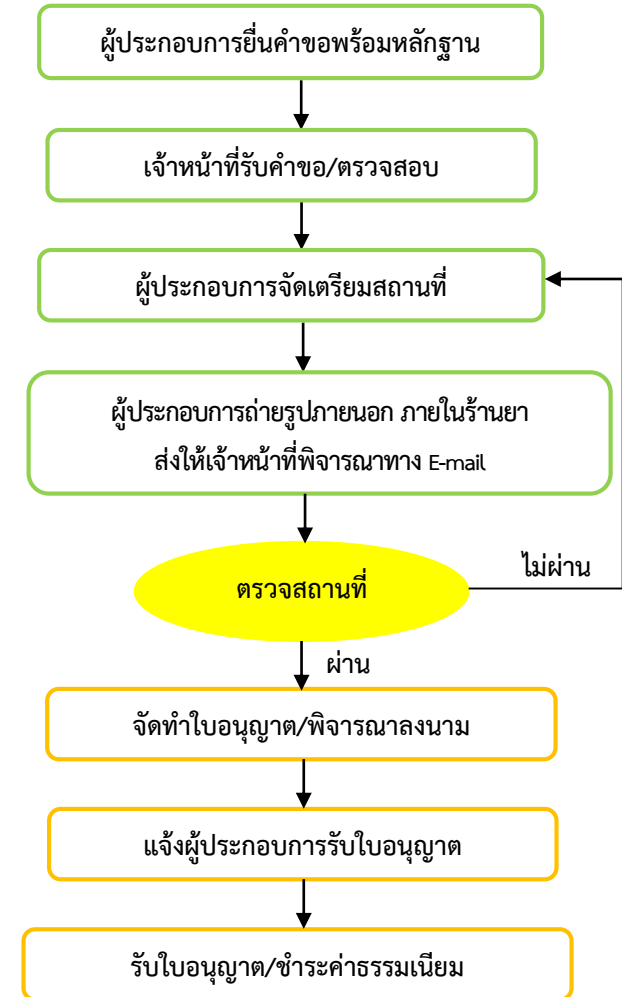 ผู้ประกอบการยื่นคำขอพร้อมหลักฐาน
เจ้าหน้าที่รับคำขอ/ตรวจสอบ
ผู้ประกอบการจัดเตรียมสถานที่
ผู้ประกอบการถ่ายรูปภายนอก ภายในร้านยา
ส่งให้เจ้าหน้าที่พิจารณาทาง E-mail
ตรวจสถานที่
ไม่ผ่าน
ผ่าน
จัดทำใบอนุญาต/พิจารณาลงนาม
แจ้งผู้ประกอบการรับใบอนุญาต
รับใบอนุญาต/ชำระค่าธรรมเนียม